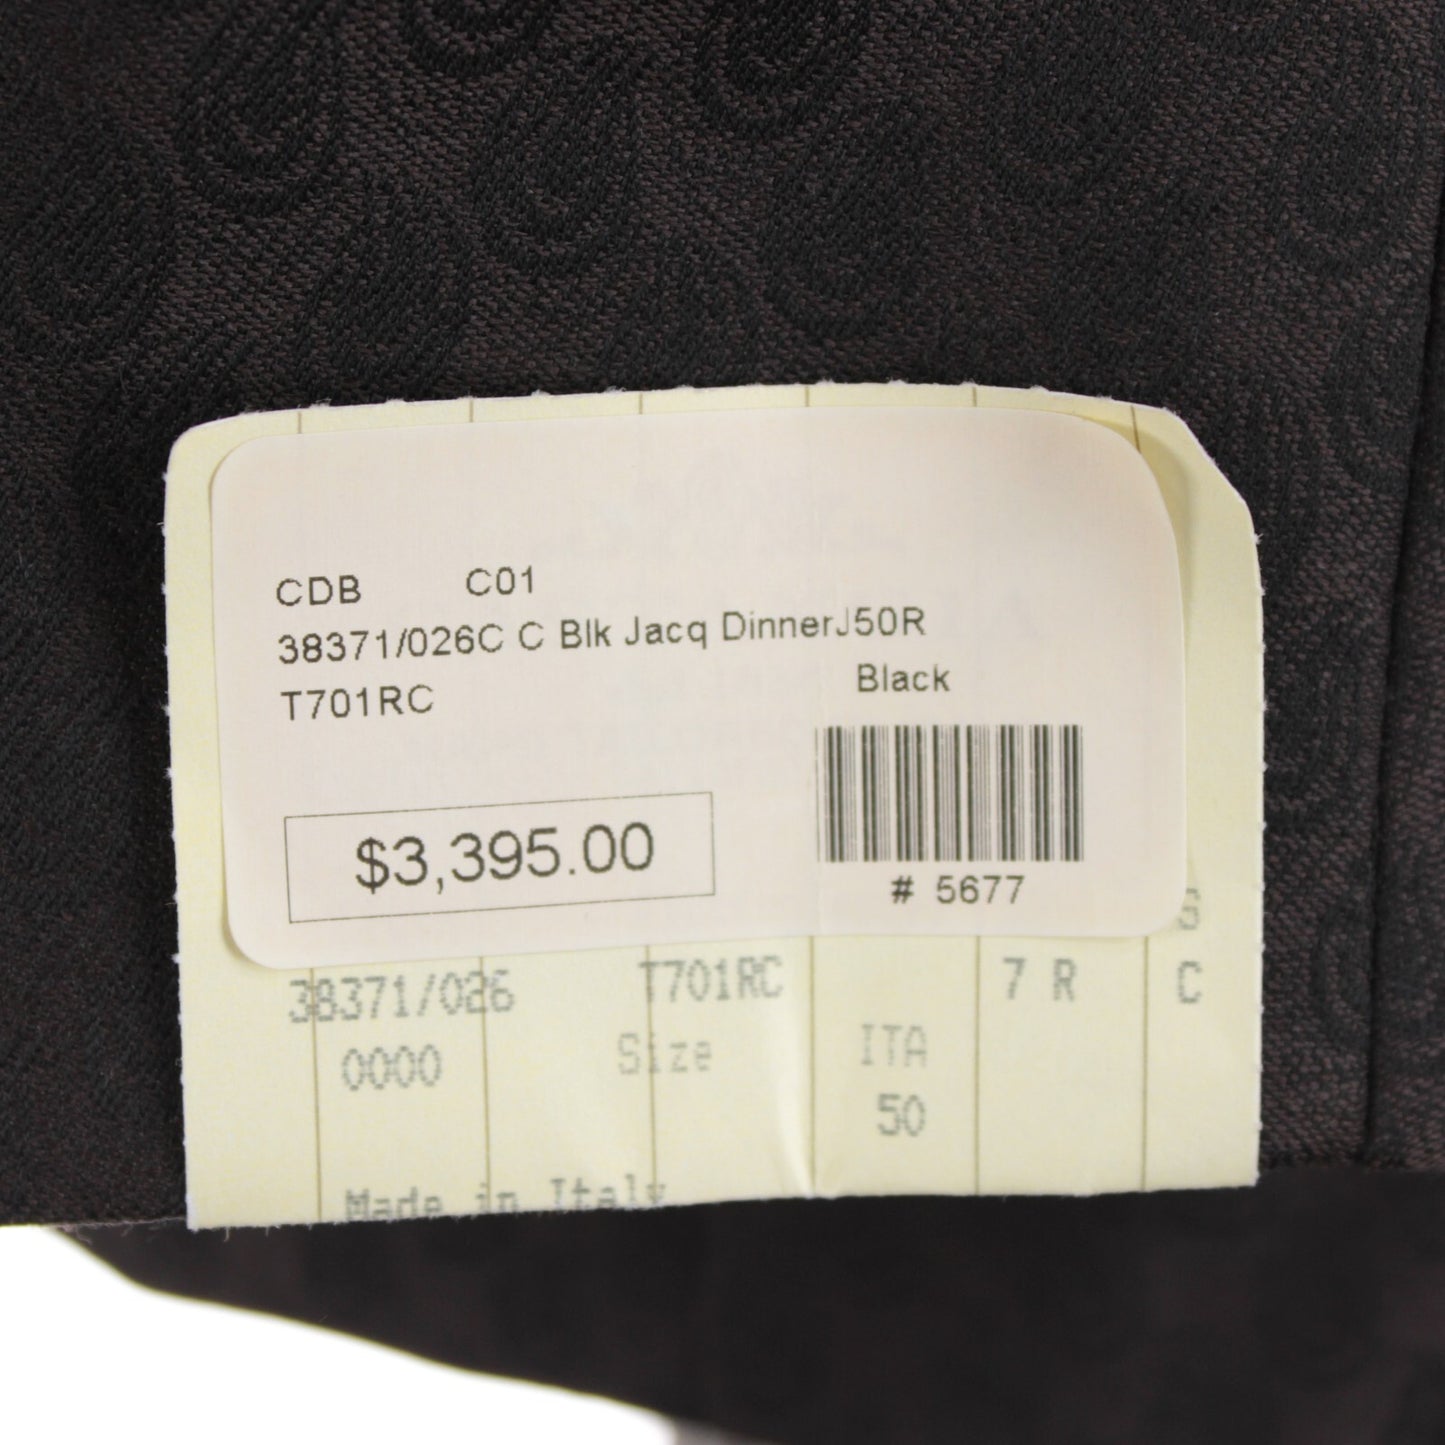 CDB C01
38371/026C C Blk Jacq DinnerJ50R
T701RC Black
$3,395.00
# 5677
G
38371/026 T701RC 7 R C
0000 Size ITA
50
Made in Italy